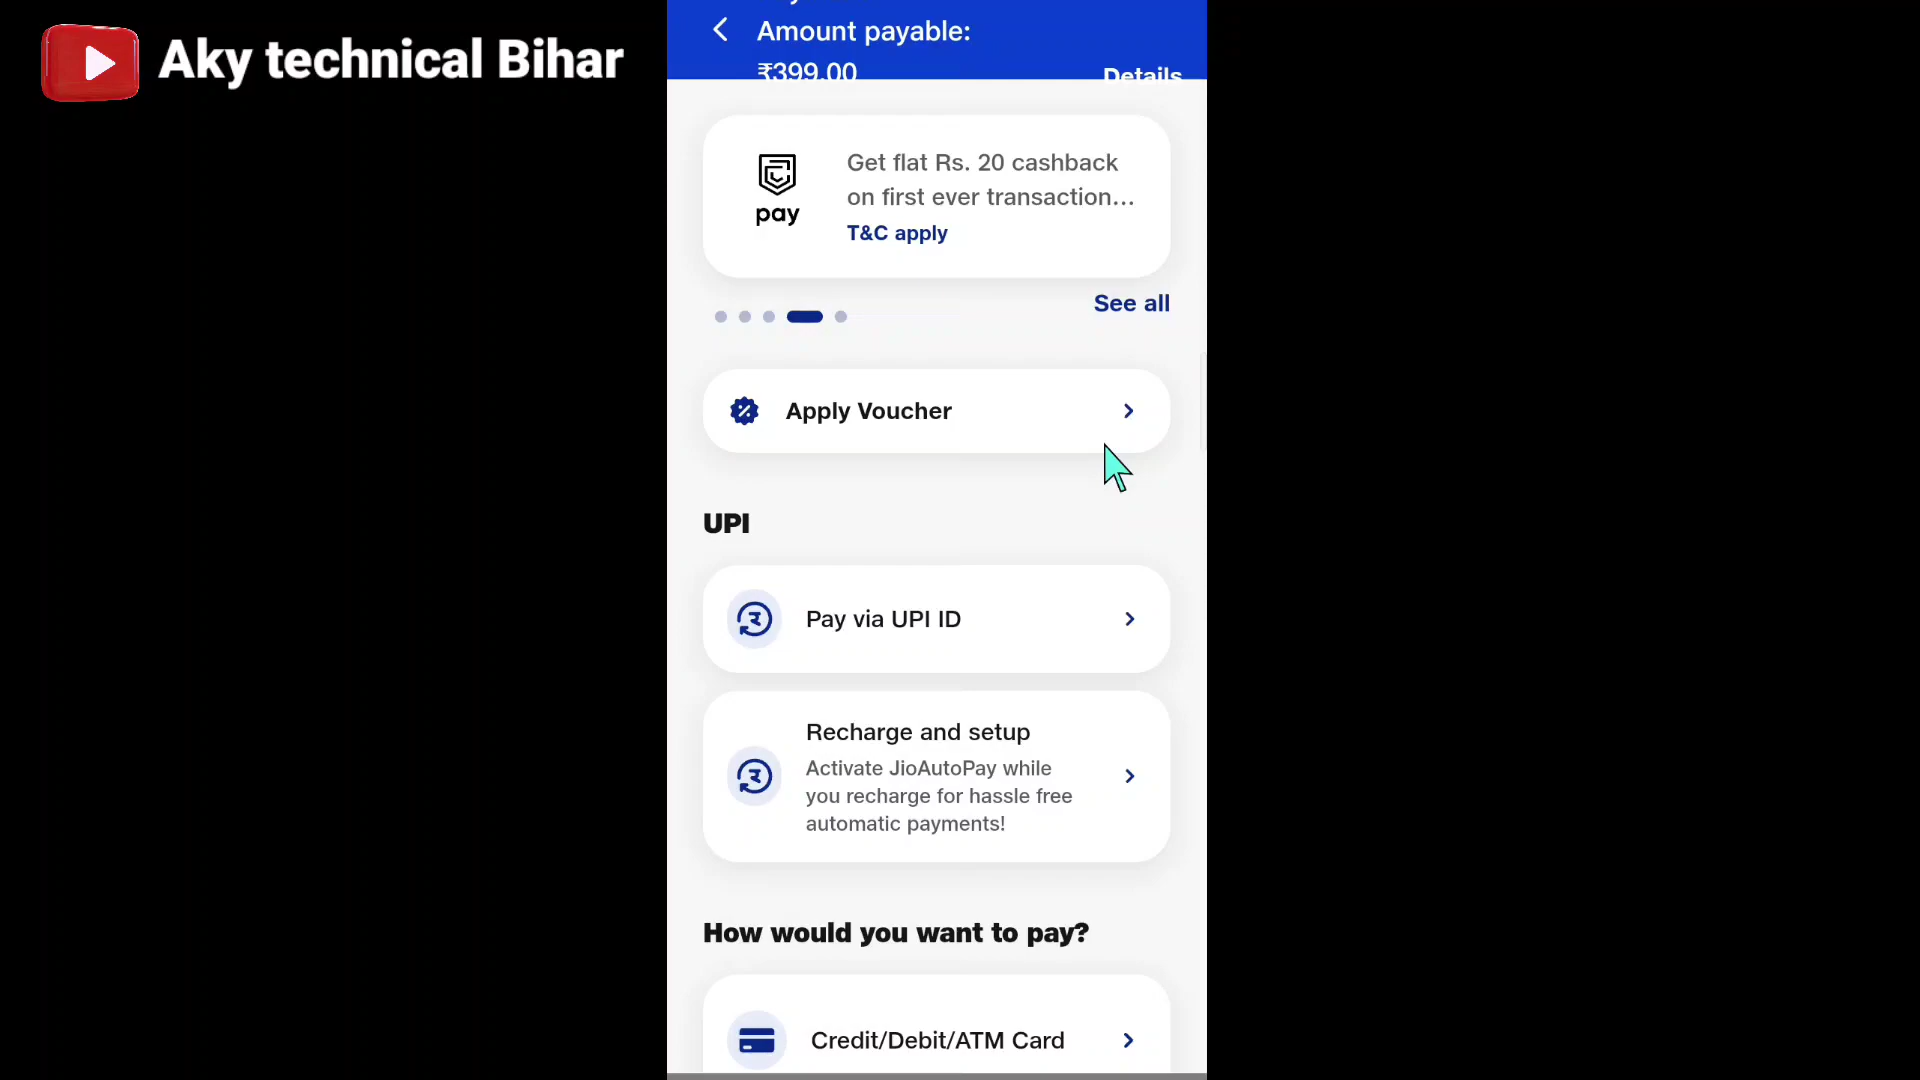 Aky technical Bihar
Amount payable:
₹399.00
Details
pay
Get flat Rs. 20 cashback
on first ever transaction...
T&C apply
See all
Apply Voucher
UPI
Pay via UPI ID
Recharge and setup
Activate JioAutoPay while
you recharge for hassle free
automatic payments!
How would you want to pay?
Credit/Debit/ATM Card